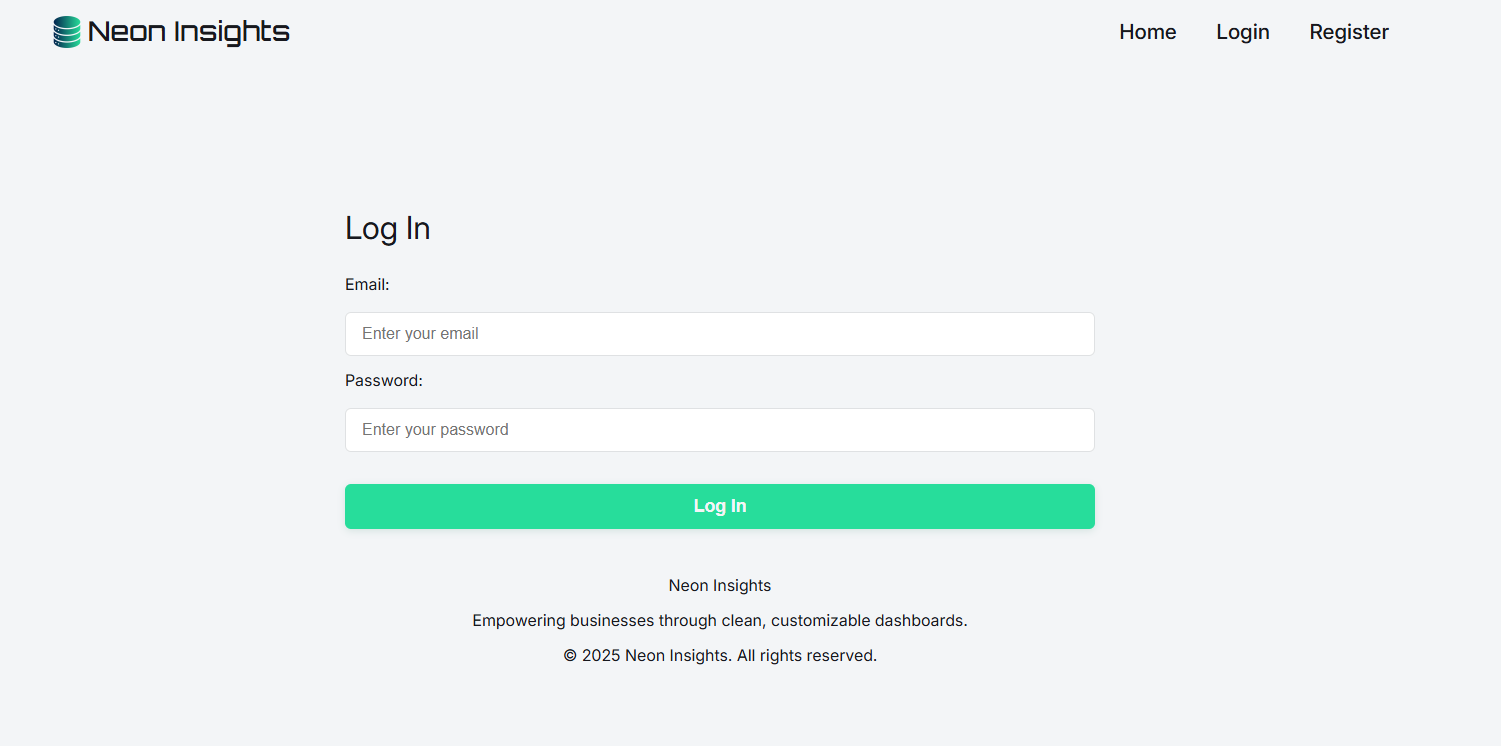 Neon Insights
Home
Login
Register
Log In
Email:
Enter your email
Password:
Enter your password
Log In
Neon Insights
Empowering businesses through clean, customizable dashboards.
© 2025 Neon Insights. All rights reserved.